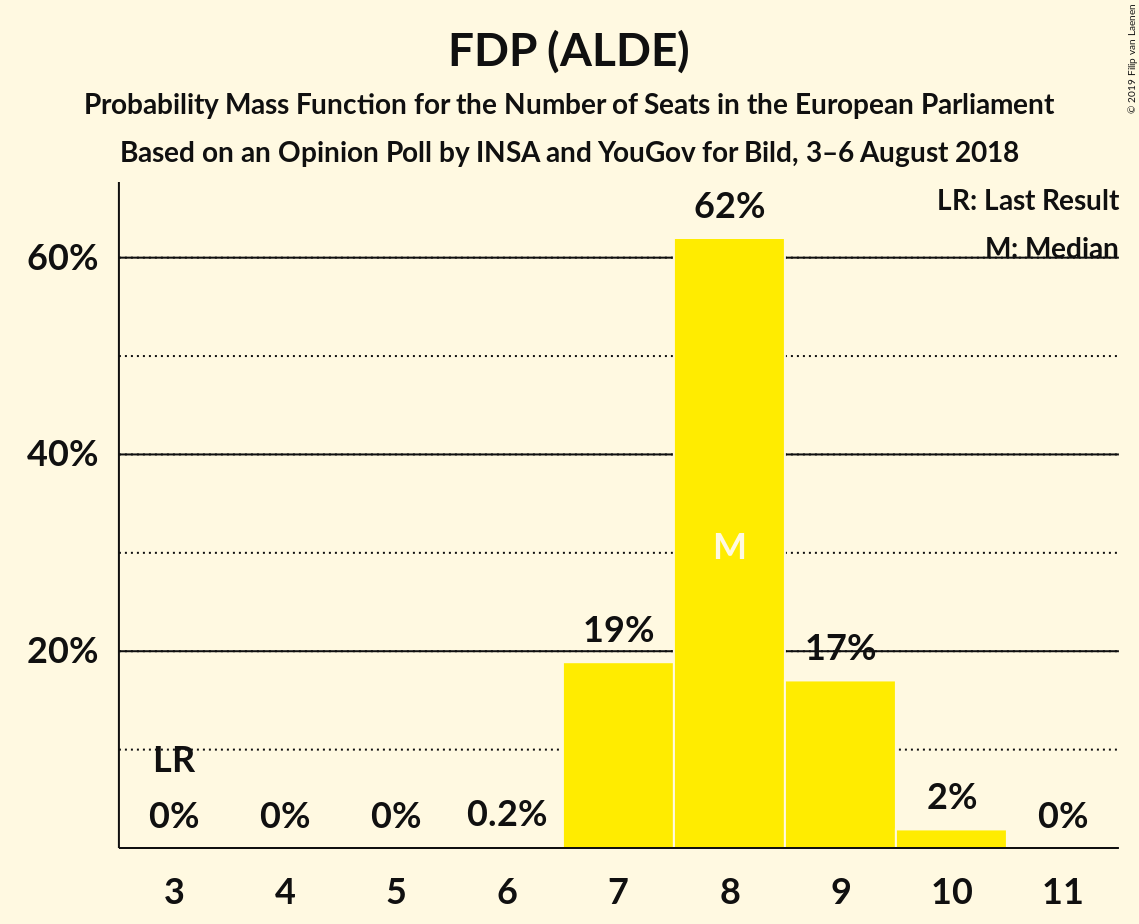 FDP (ALDE)
Probability Mass Function for the Number of Seats in the European Parliament
Based on an Opinion Poll by INSA and YouGov for Bild, 3–6 August 2018
© 2019 Filip van Laenen
LR: Last Result
M: Median
62%
60%
40%
M
19%
17%
20%
LR
0%
0%
0%
0.2%
2%
0%
3
4
5
6
7
8
9
10
11